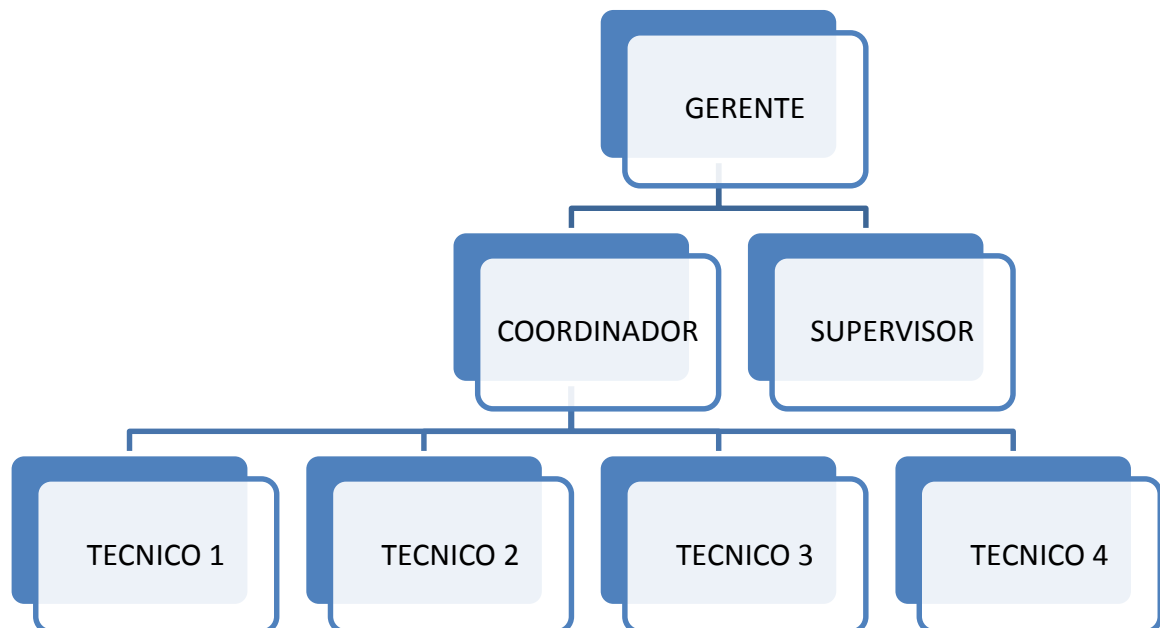 GERENTE
COORDINADOR
SUPERVISOR
TECNICO 1
TECNICO 2
TECNICO 3
TECNICO 4